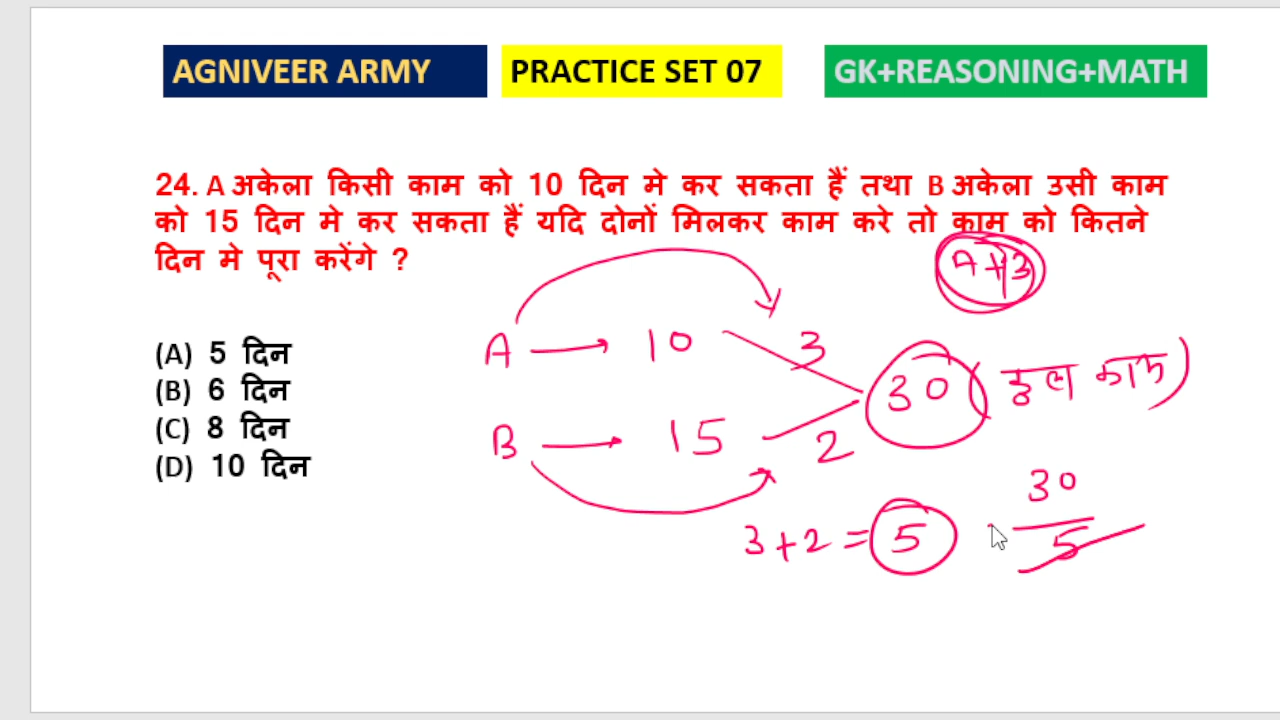 AGNIVEER ARMY PRACTICE SET 07 GK+REASONING+MATH
24. A अकेला किसी काम को 10 दिन मे कर सकता हैं तथा B अकेला उसी काम
को 15 दिन मे कर सकता हैं यदि दोनों मिलकर काम करे तो काम को कितने
दिन मे पूरा करेंगे ?
A+B
(A) 5 दिन
(B) 6 दिन
(C) 8 दिन
(D) 10 दिन
A → 10 3
30 (कुल काम)
B → 15 2
3+2=5
30
5